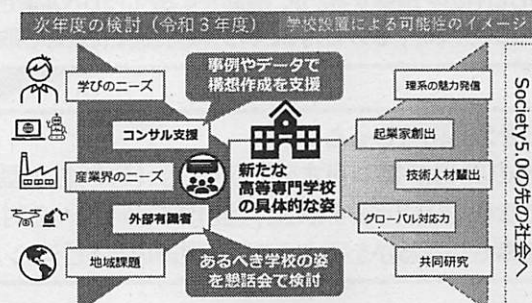 次年度の検討（令和３年度）　学校設置による可能性のイメージ
学びのニーズ
コンサル支援
産業界のニーズ
外部有識者
地域課題
事例やデータで
構想作成を支援
新たな
高等専門学校
の具体的な姿
あるべき学校の姿
を懇話会で検討
理系の魅力発信
起業家創出
技術人材輩出
グローバル対応力
共同研究
Society5.0の先の社会へ